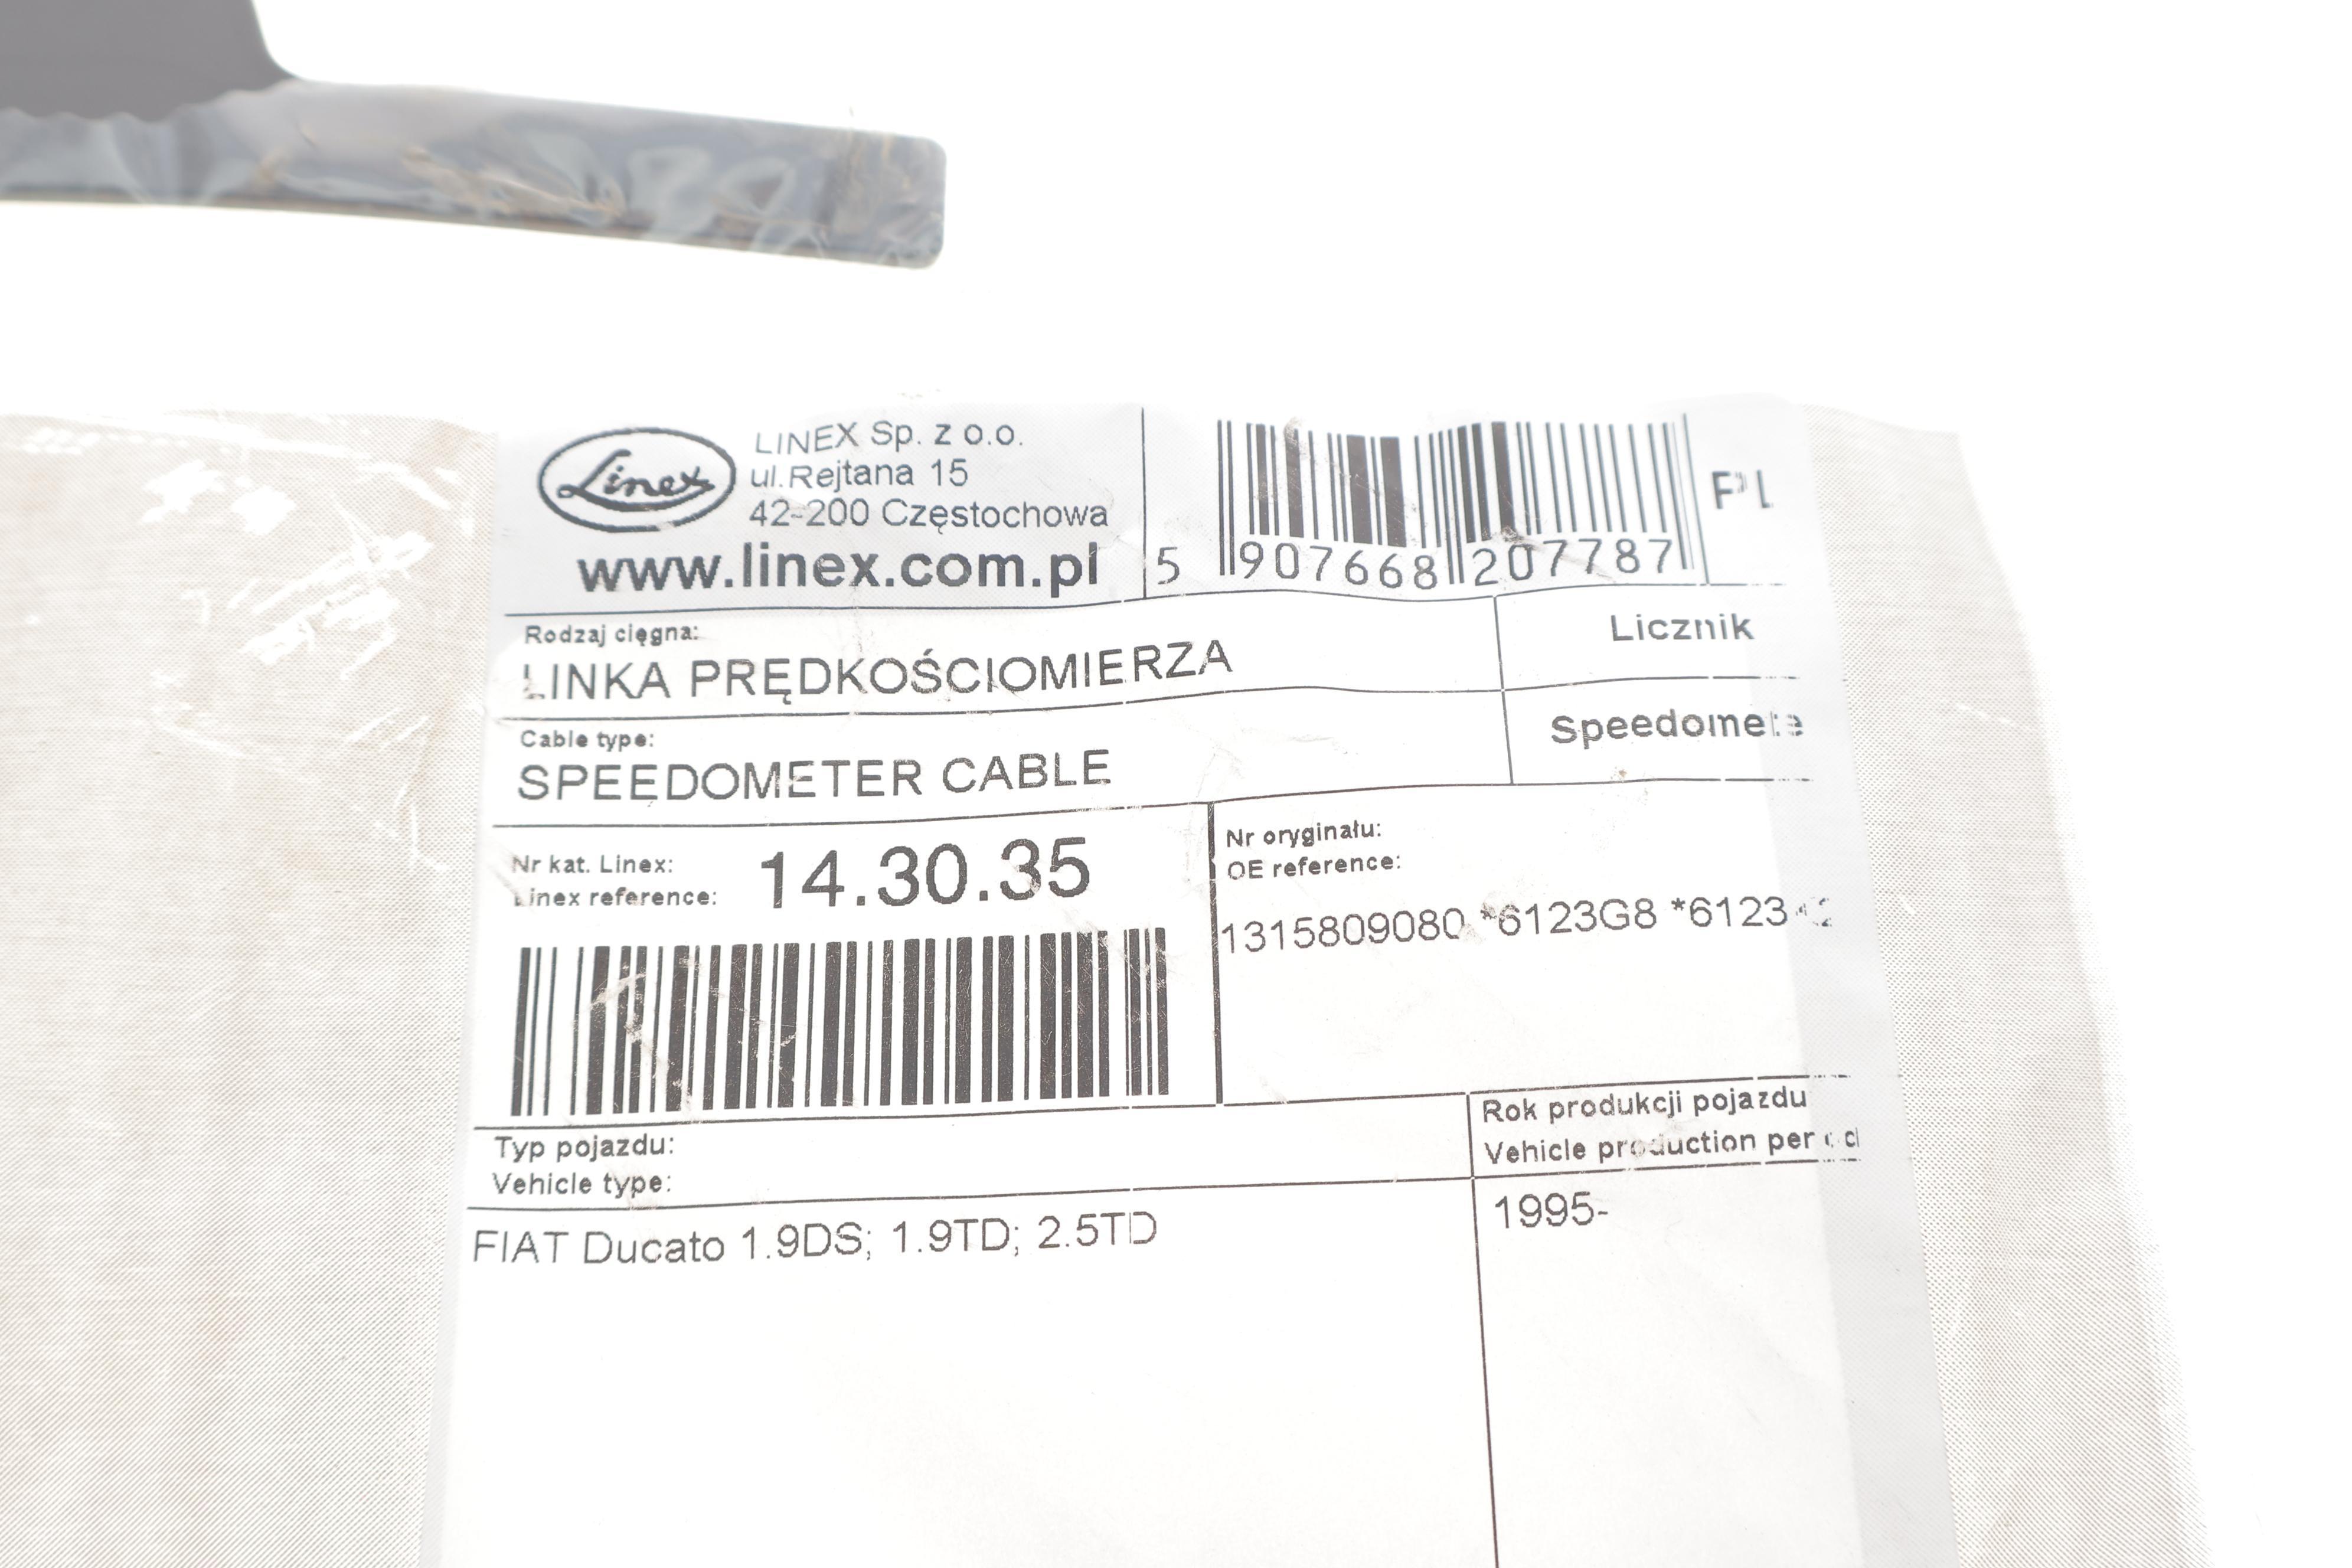 Linex
LINEX Sp. z o.o.
ul.Rejtana 15
42-200 Częstochowa
www.linex.com.pl
5 907668 207787
Rodzaj cięgna:
LINKA PRĘDKOŚCIOMIERZA
Licznik
Cable type:
SPEEDOMETER CABLE
Nr kat. Linex:
Linex reference:
14.30.35
Nr oryginału:
OE reference:
1315809080 *6123G8
Typ pojazdu:
Vehicle type:
Rok produkcji pojazdu
Vehicle production
FIAT Ducato 1.9DS; 1.9TD; 2.5TD
1995-